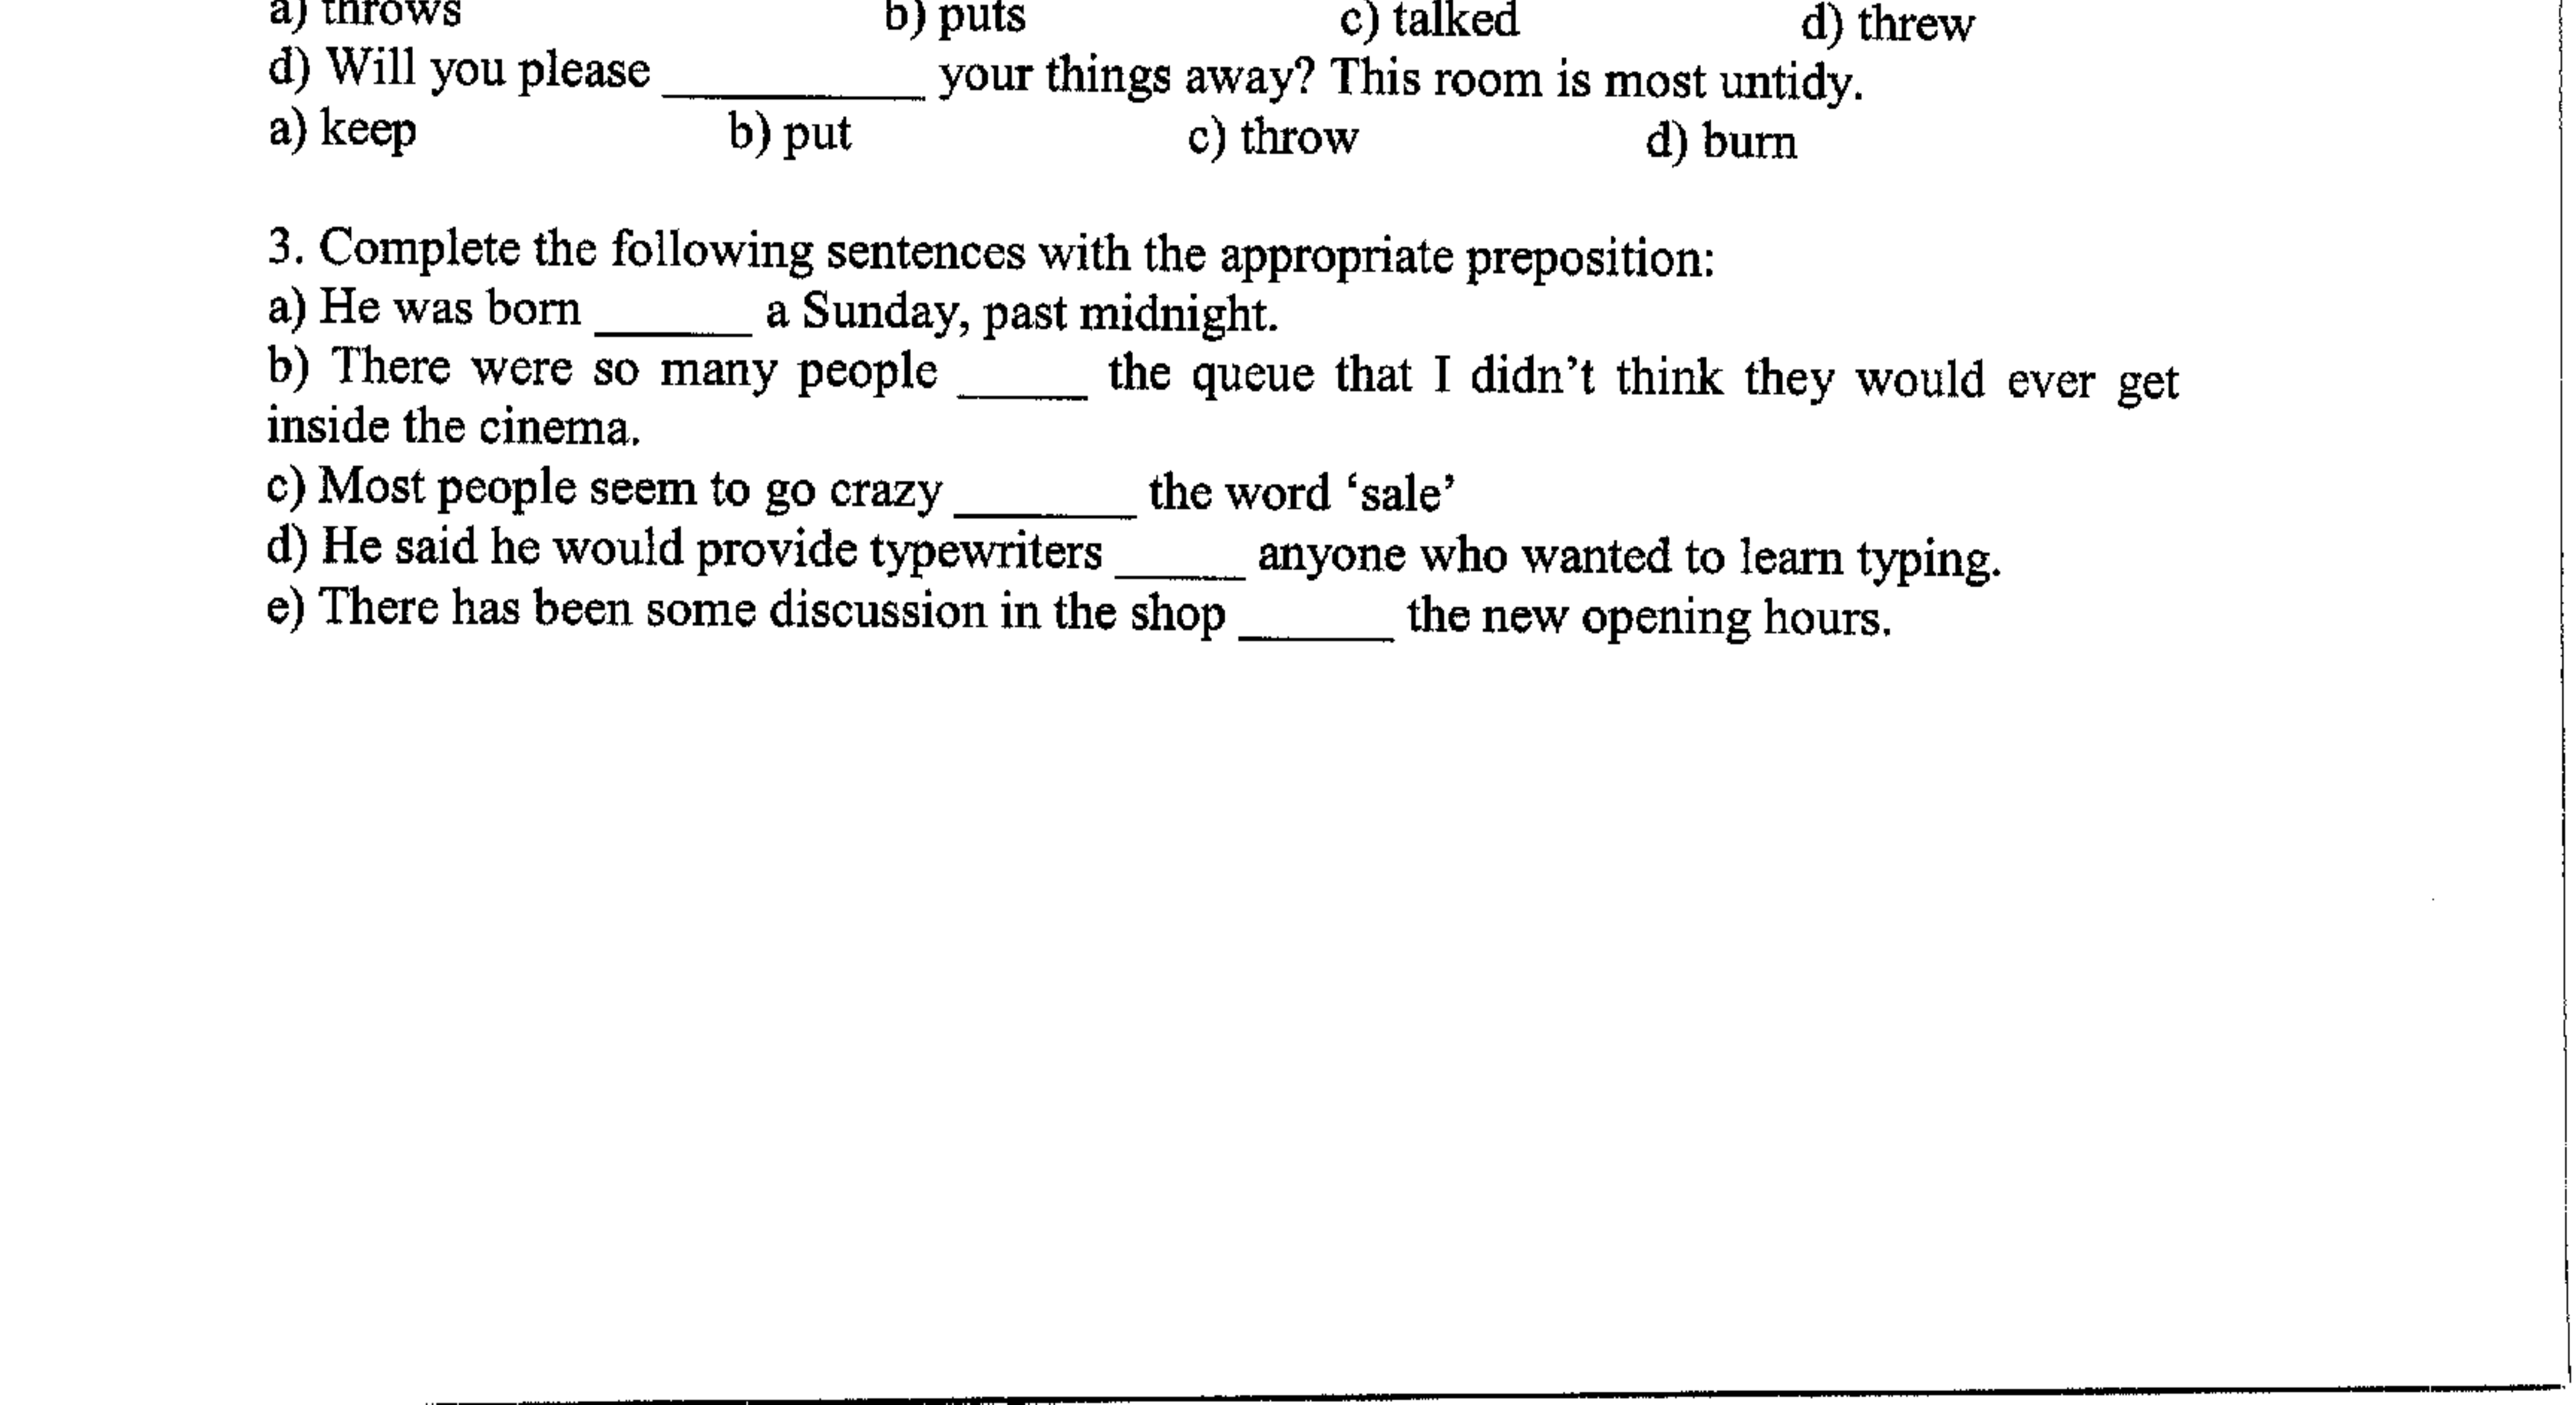 a) throws b) puts c) talked d) threw
d) Will you please __________ your things away? This room is most untidy.
a) keep b) put c) throw d) burn
3. Complete the following sentences with the appropriate preposition:
a) He was born ______ a Sunday, past midnight.
b) There were so many people _____ the queue that I didn't think they would ever get
inside the cinema.
c) Most people seem to go crazy _______ the word ‘sale’
d) He said he would provide typewriters _____ anyone who wanted to learn typing.
e) There has been some discussion in the shop ______ the new opening hours.